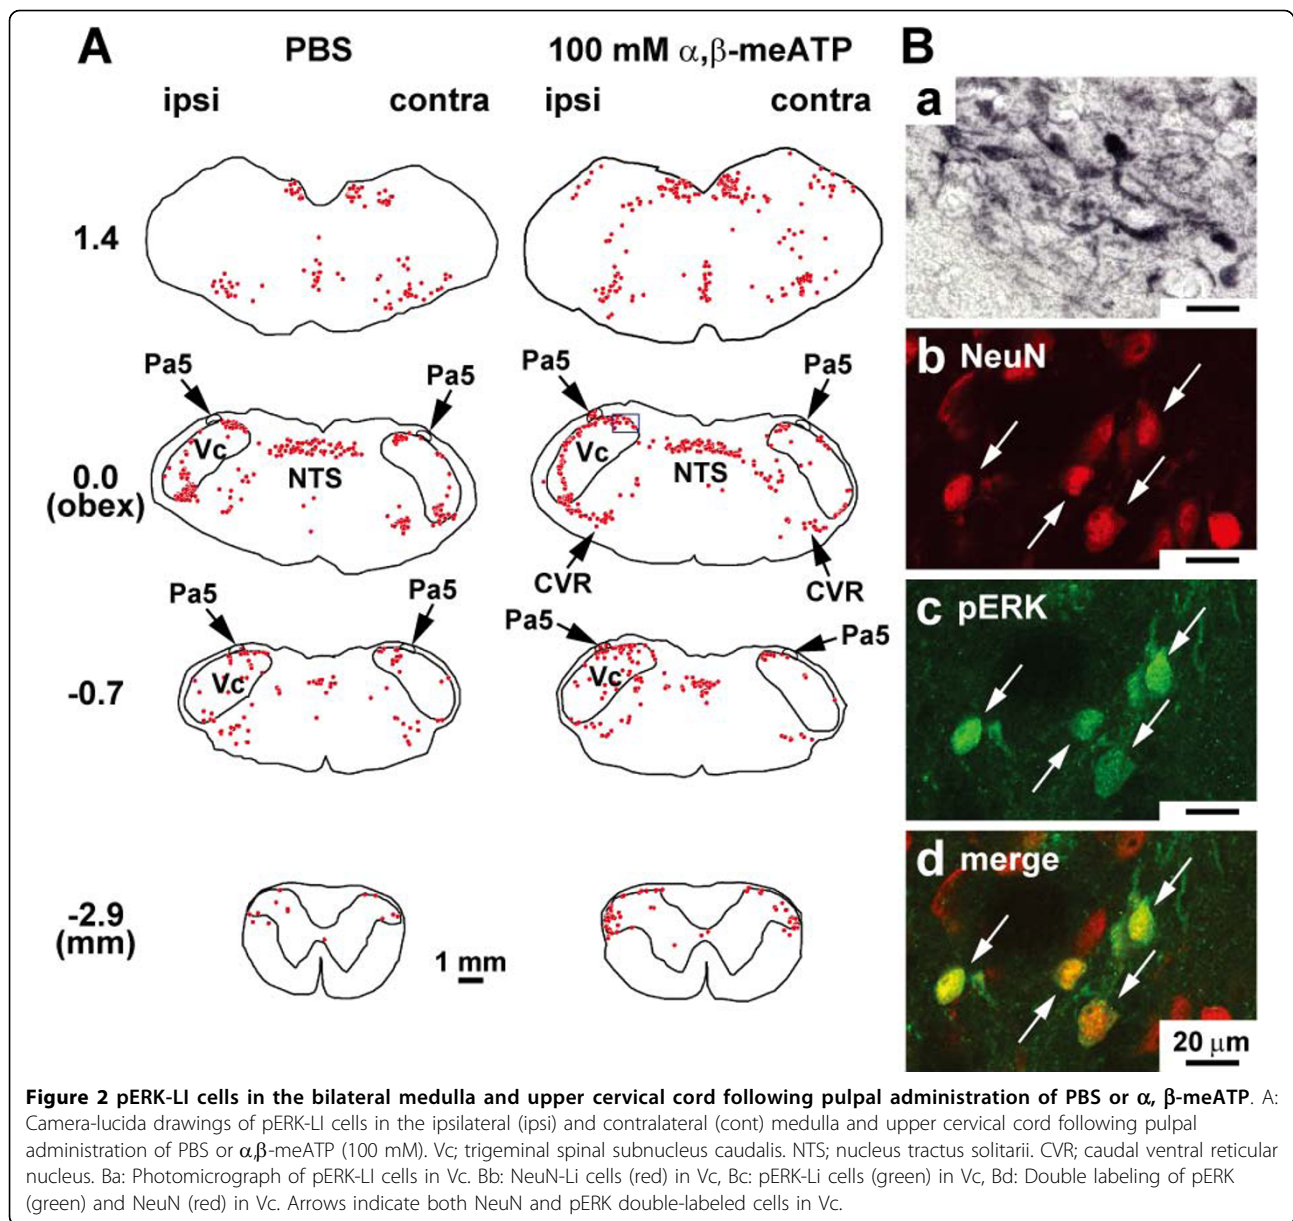 A
PBS
100 mM α,β-meATP
ipsi
contra
ipsi
contra
1.4
Pa5
Pa5
Pa5
Pa5
Vc
NTS
Vc
NTS
0.0
(obex)
CVR
CVR
Pa5
Pa5
Pa5
Pa5
Vc
Vc
-0.7
-2.9
(mm)
1 mm
B
a
b NeuN
c pERK
d merge
20 μm
Figure 2 pERK-LI cells in the bilateral medulla and upper cervical cord following pulpal administration of PBS or α, β-meATP. A:
Camera-lucida drawings of pERK-LI cells in the ipsilateral (ipsi) and contralateral (cont) medulla and upper cervical cord following pulpal
administration of PBS or α,β-meATP (100 mM). Vc; trigeminal spinal subnucleus caudalis. NTS; nucleus tractus solitarii. CVR; caudal ventral reticular
nucleus. Ba: Photomicrograph of pERK-LI cells in Vc. Bb: NeuN-Li cells (red) in Vc, Bc: pERK-Li cells (green) in Vc, Bd: Double labeling of pERK
(green) and NeuN (red) in Vc. Arrows indicate both NeuN and pERK double-labeled cells in Vc.